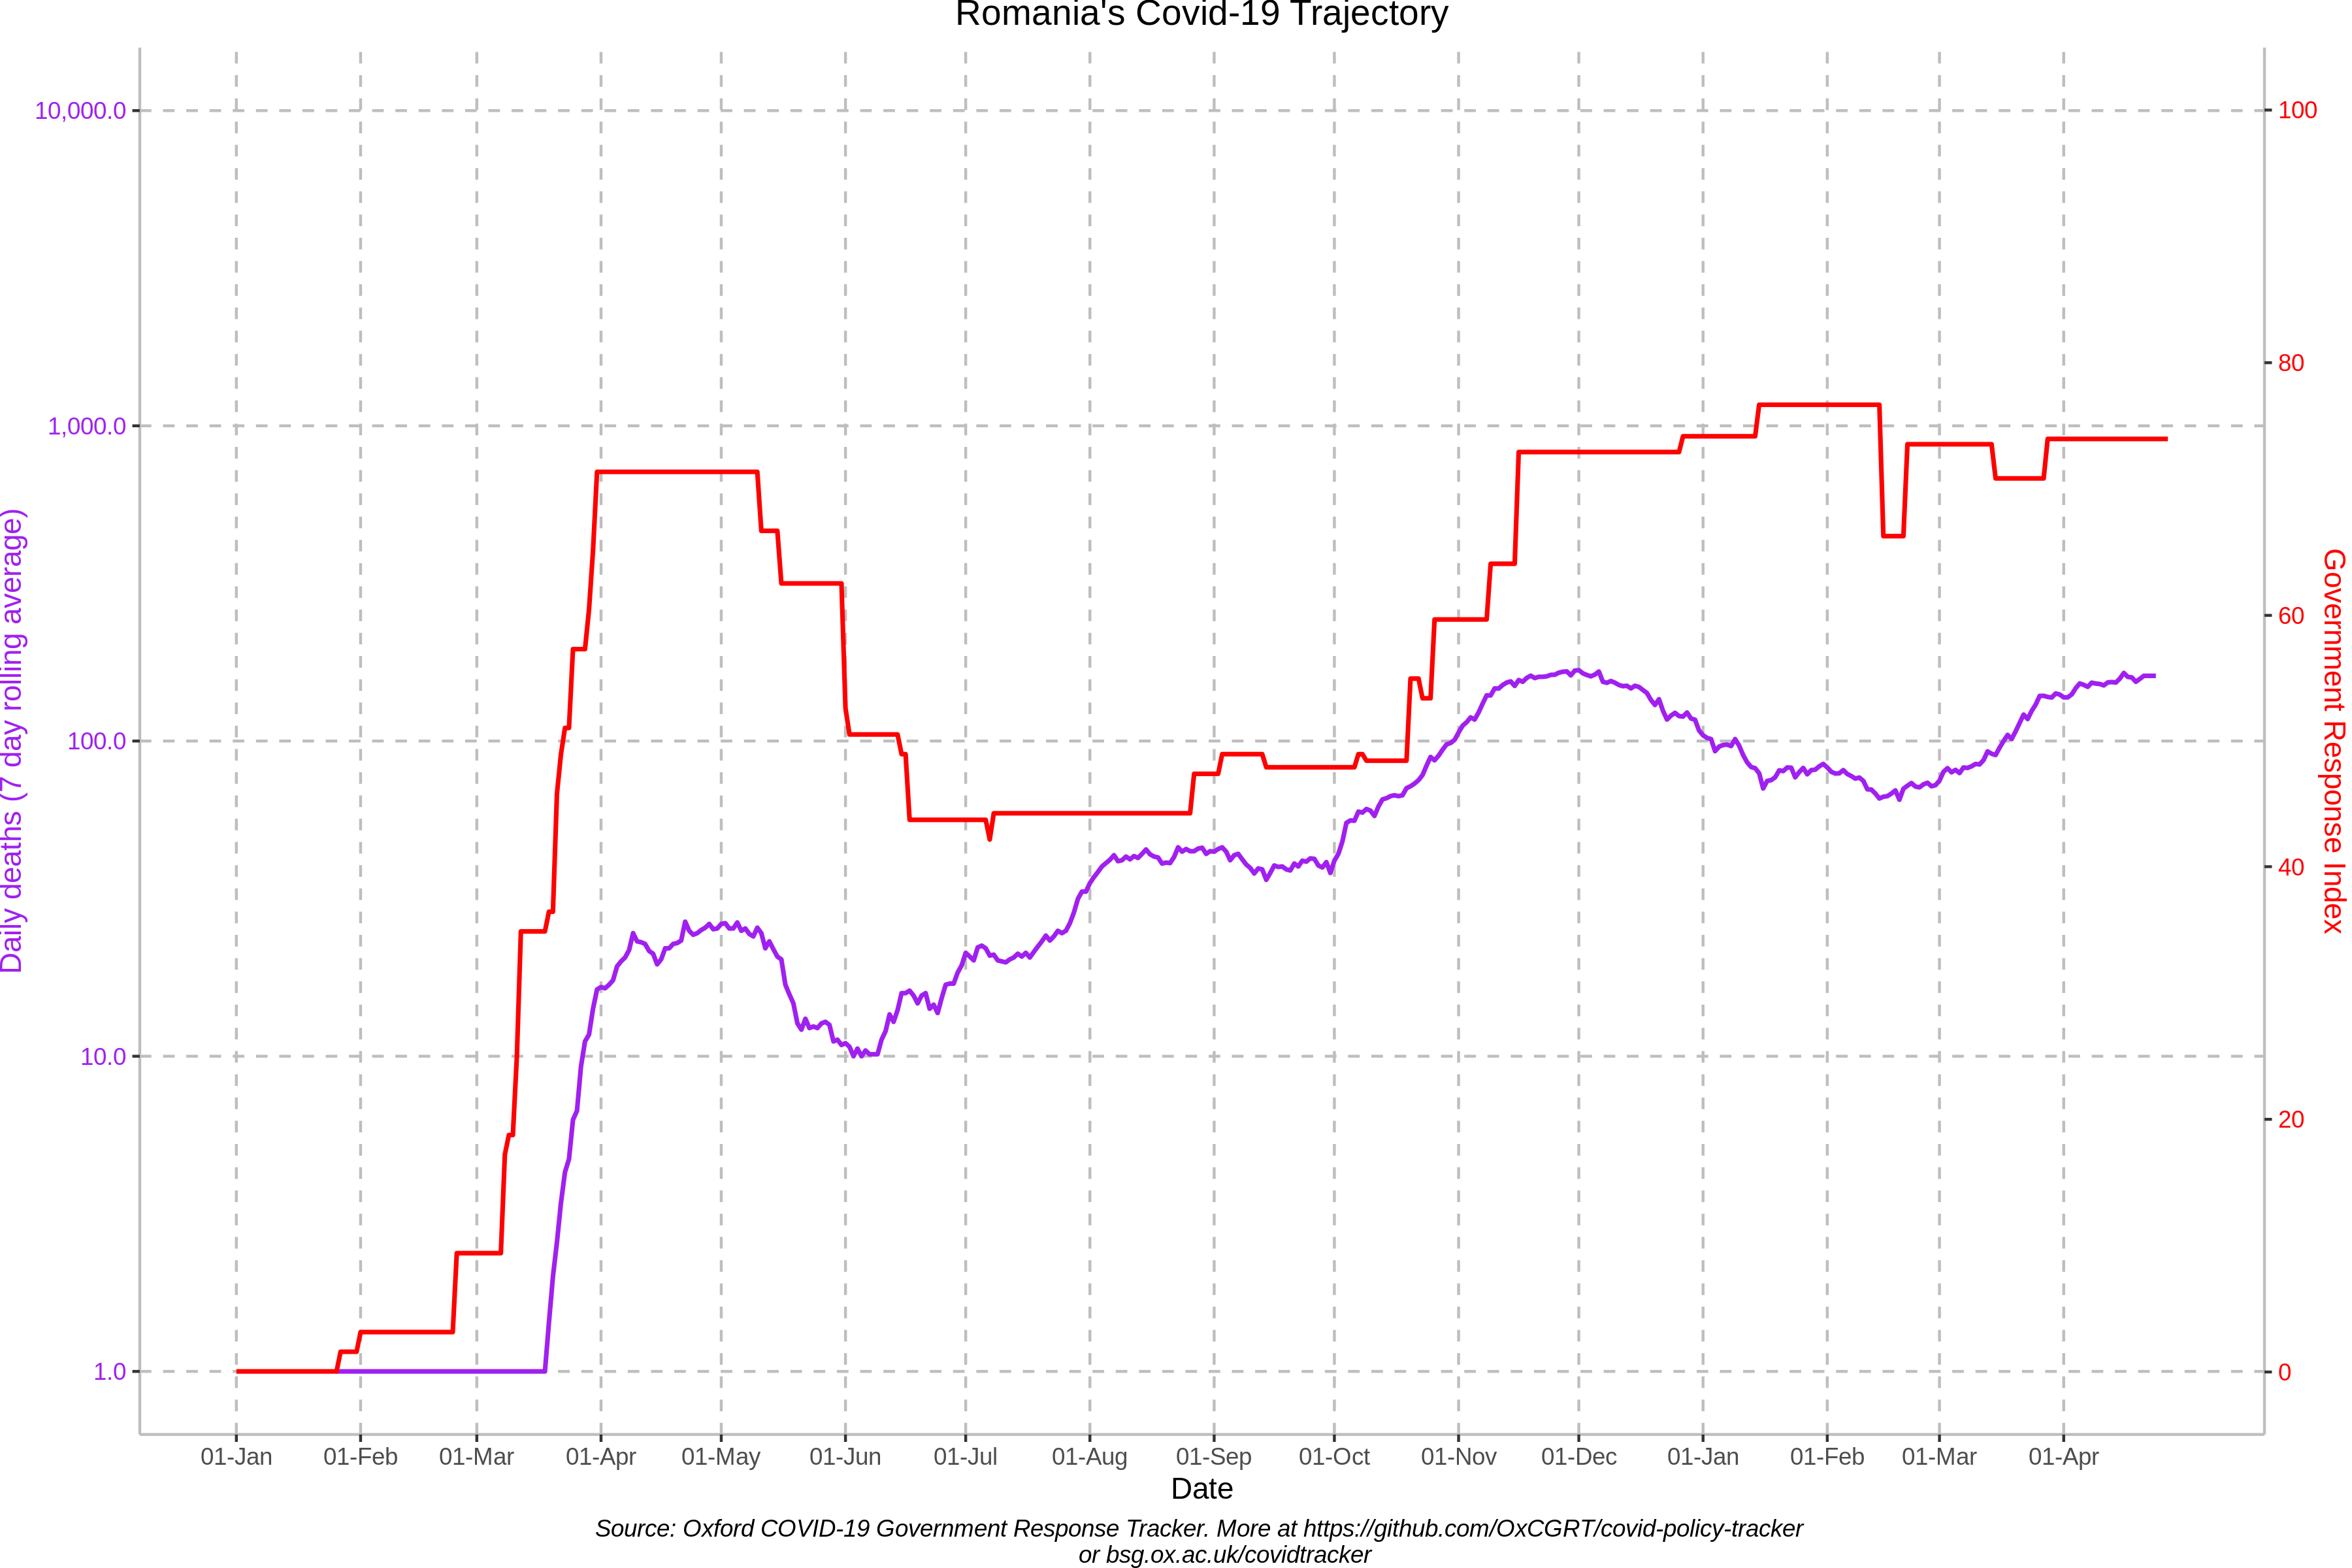 Romania's Covid-19 Trajectory
10,000.0
1,000.0
100.0
10.0
1.0
Daily deaths (7 day rolling average)
100
80
60
40
20
0
Government Response Index
01-Jan 01-Feb 01-Mar 01-Apr 01-May 01-Jun 01-Jul 01-Aug 01-Sep 01-Oct 01-Nov 01-Dec 01-Jan 01-Feb 01-Mar 01-Apr
Date
Source: Oxford COVID-19 Government Response Tracker. More at https://github.com/OxCGRT/covid-policy-tracker
or bsg.ox.ac.uk/covidtracker